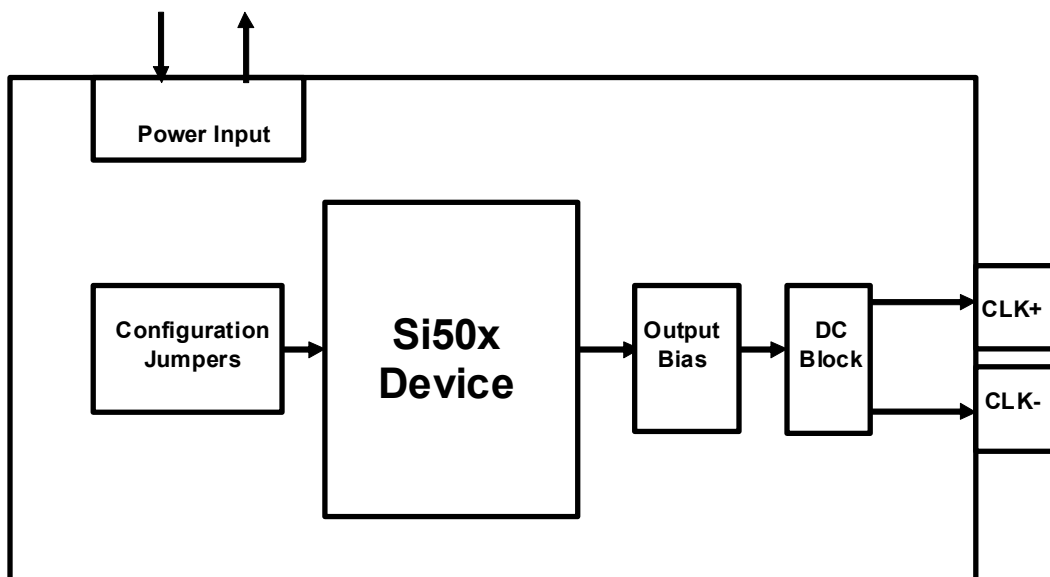 Power Input
Configuration
Jumpers
Si50x
Device
Output
Bias
DC
Block
CLK+
CLK-